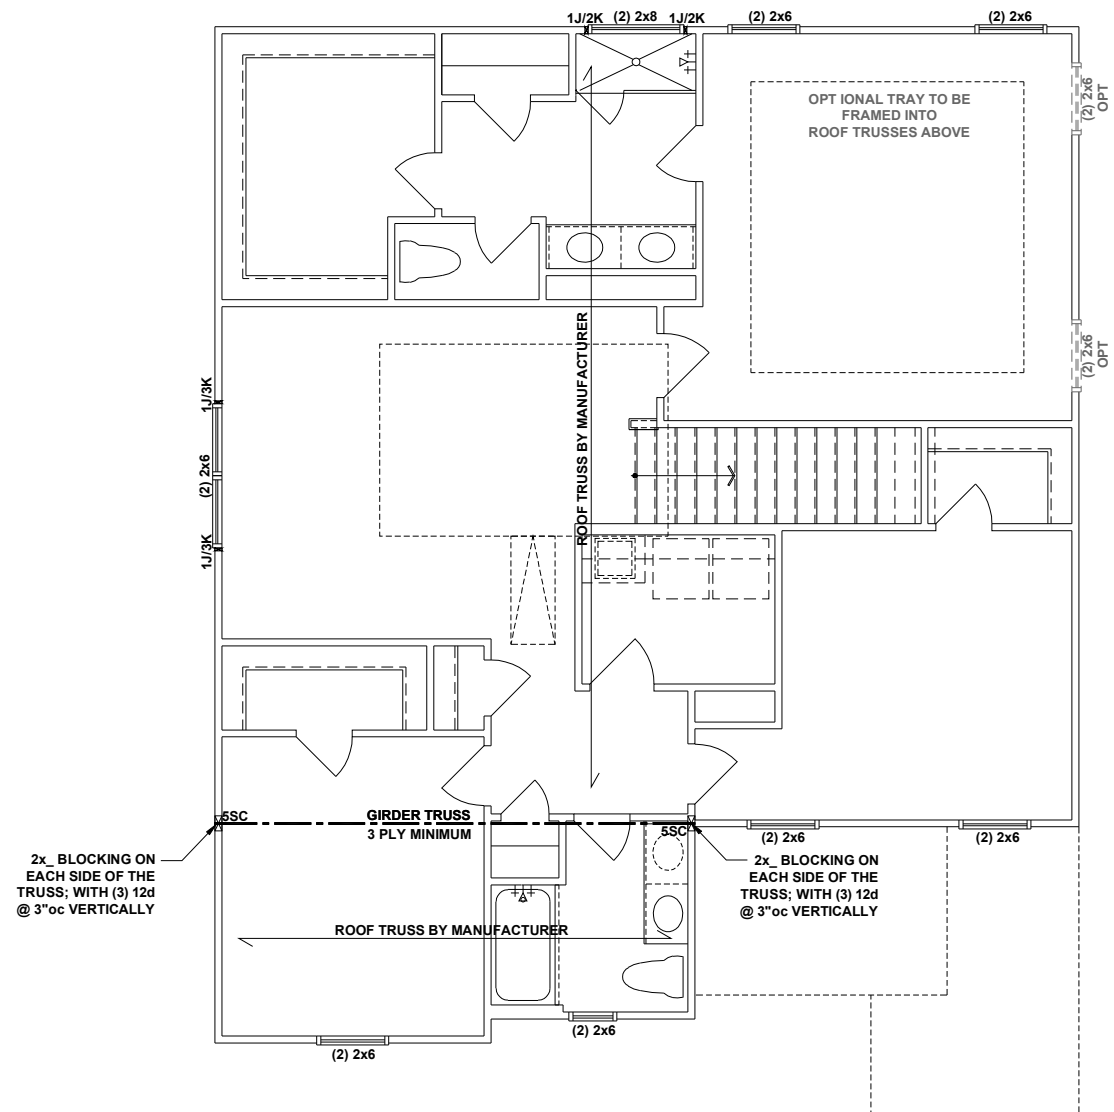 1J/2K
(2) 2x8
1J/2K
(2) 2x6
(2) 2x6
(2) 2x6
OPT
OPT IONAL TRAY TO BE
FRAMED INTO
ROOF TRUSSES ABOVE
(2) 2x6
OPT
ROOF TRUSS BY MANUFACTURER
1J/3K
(2) 2x6
1J/3K
5SC
GIRDER TRUSS
3 PLY MINIMUM
5SC
(2) 2x6
(2) 2x6
2x_ BLOCKING ON
EACH SIDE OF THE
TRUSS; WITH (3) 12d
@ 3"oc VERTICALLY
2x_ BLOCKING ON
EACH SIDE OF THE
TRUSS; WITH (3) 12d
@ 3"oc VERTICALLY
ROOF TRUSS BY MANUFACTURER
(2) 2x6
(2) 2x6